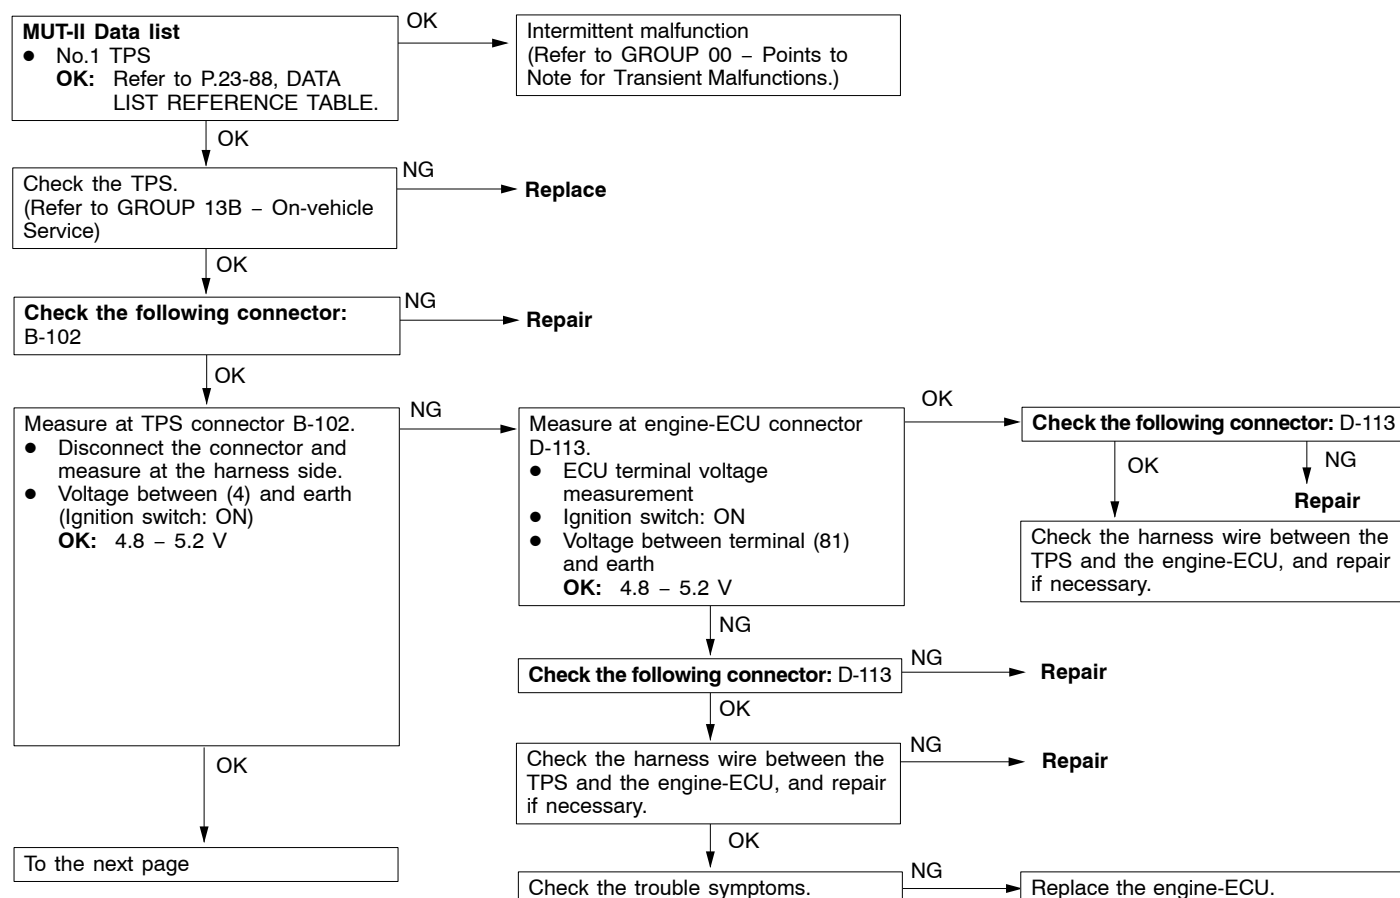 MUT-II Data list
● No.1 TPS
OK: Refer to P.23-88, DATA
LIST REFERENCE TABLE.
OK
Intermittent malfunction
(Refer to GROUP 00 – Points to
Note for Transient Malfunctions.)
OK
Check the TPS.
(Refer to GROUP 13B – On-vehicle
Service)
NG
Replace
OK
Check the following connector:
B-102
NG
Repair
OK
Measure at TPS connector B-102.
● Disconnect the connector and
measure at the harness side.
● Voltage between (4) and earth
(Ignition switch: ON)
OK: 4.8 – 5.2 V
NG
Measure at engine-ECU connector
D-113.
● ECU terminal voltage
measurement
● Ignition switch: ON
● Voltage between terminal (81)
and earth
OK: 4.8 – 5.2 V
OK
Check the following connector: D-113
OK
NG
Repair
Check the harness wire between the
TPS and the engine-ECU, and repair
if necessary.
NG
Check the following connector: D-113
NG
Repair
OK
Check the harness wire between the
TPS and the engine-ECU, and repair
if necessary.
NG
Repair
OK
Check the trouble symptoms.
NG
Replace the engine-ECU.
OK
To the next page